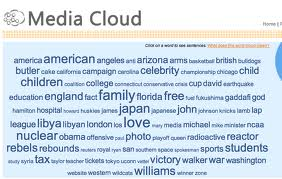 Media Cloud
Home |
Click on a word to see sentences. What does this word cloud mean?
america american angels anti arizona arms basketball british bulldogs
butler cake california campaign carolina celebrity championship chicago child
children coalition college connecticut conservative crisis cup david earthquake
education england fact family florida free fuel fukushima gaddafi god
hamilton hospital howard huskies james japan japanese john johnson knicks lamb lap
league libya libyan london los love mary media michael mike minister ncaa
nuclear obama offensive paul photo playoff queen radioactive reactor
rebels rebounds reuters royal ryan san southern space spokesman sports students
study syria tax taylor teacher tickets tokyo uconn victory walker war washington
website western wildcats williams winner zone